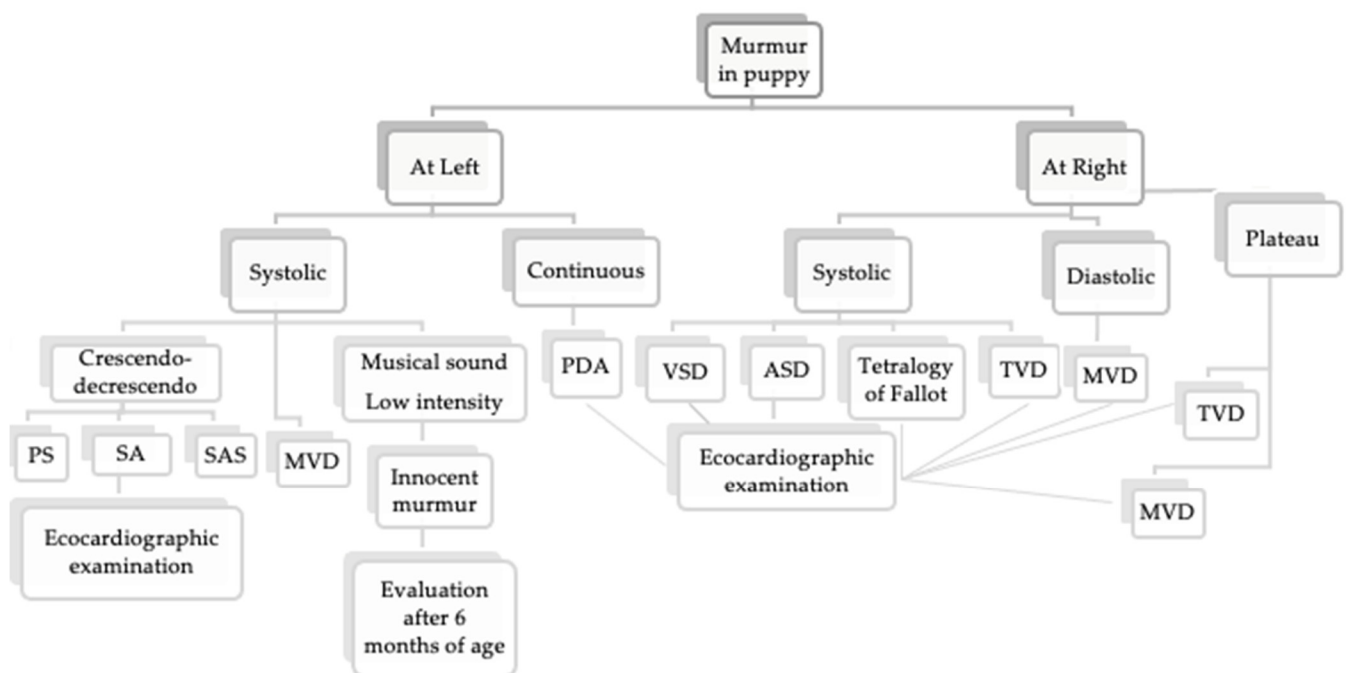 Murmur
in puppy
At Left
At Right
Systolic
Continuous
Systolic
Diastolic
Plateau
Crescendo-
decrescendo
Musical sound
Low intensity
PDA
VSD
ASD
Tetralogy
of Fallot
TVD
MVD
TVD
PS
SA
SAS
MVD
Innocent
murmur
Ecocardiographic
examination
MVD
Ecocardiographic
examination
Evaluation
after 6
months of age